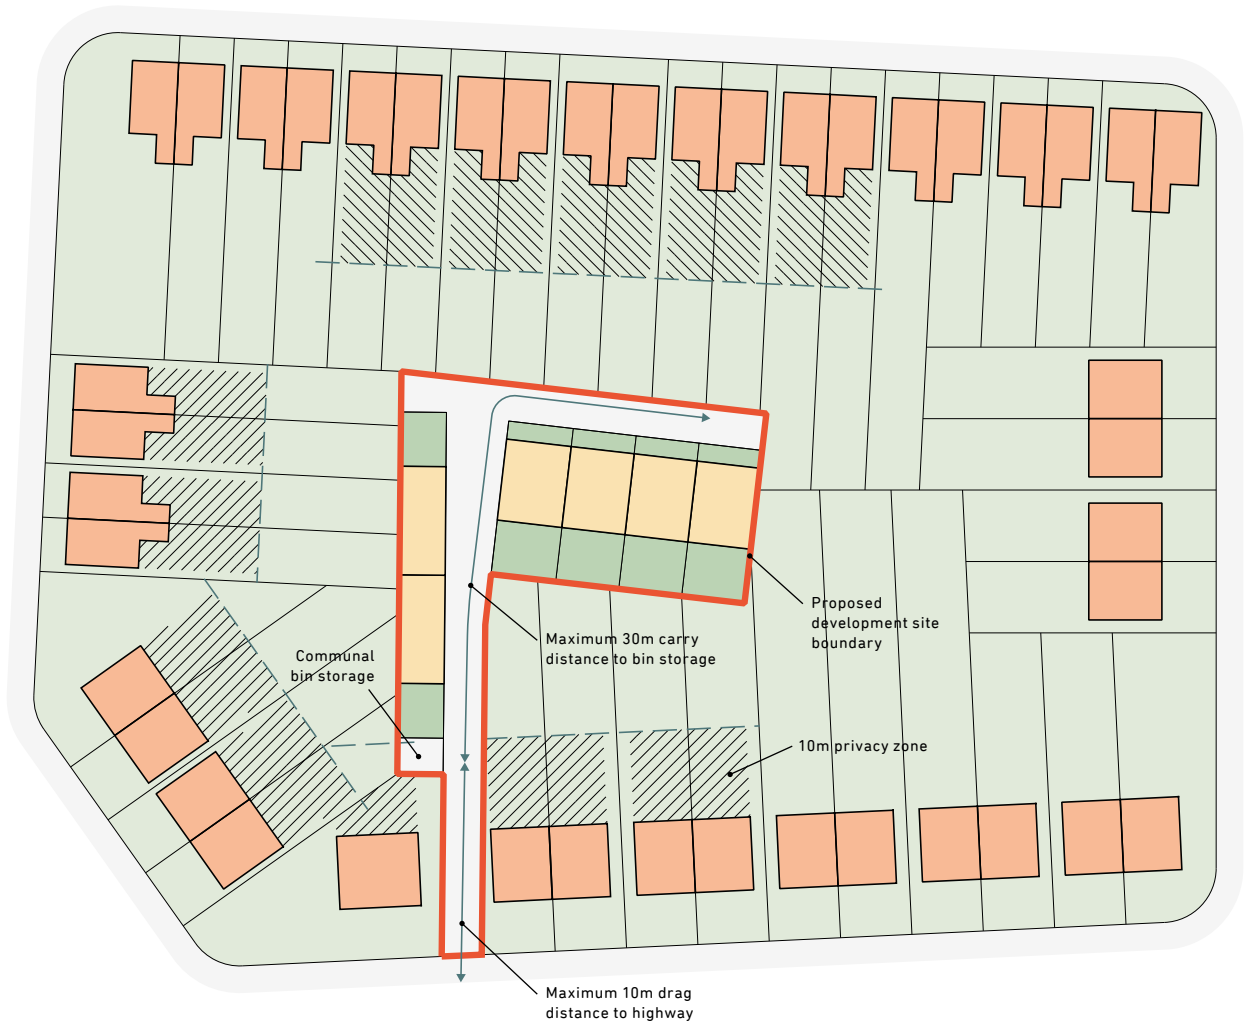 Proposed
development site
boundary
Maximum 30m carry
distance to bin storage
Communal
bin storage
10m privacy zone
Maximum 10m drag
distance to highway